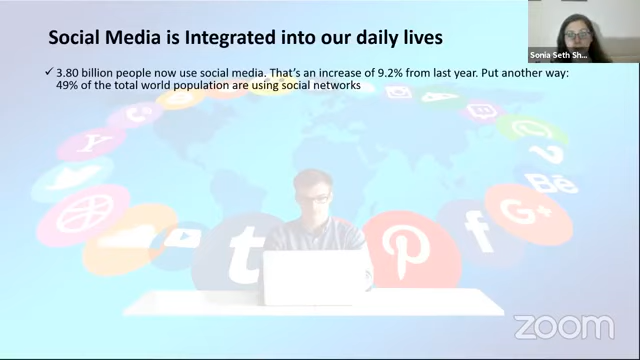 Social Media is Integrated into our daily lives
Sonia Seth Sh...
✓ 3.80 billion people now use social media. That's an increase of 9.2% from last year. Put another way:
49% of the total world population are using social networks
Bē
G+
t
f
zoom